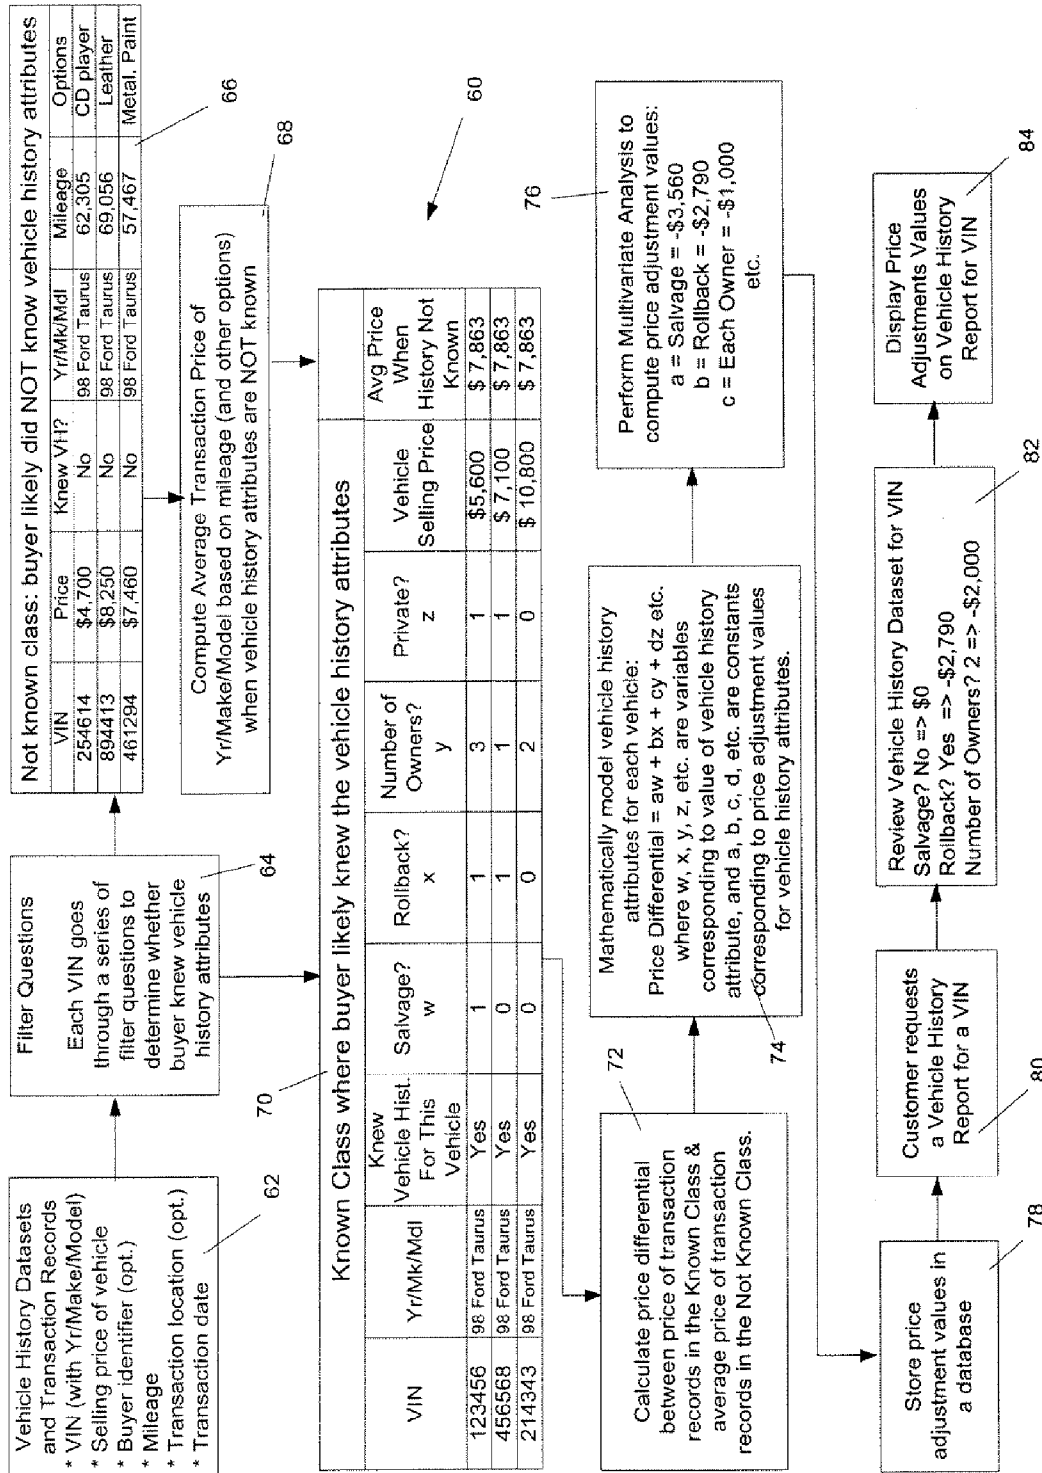 Vehicle History Datasets
and Transaction Records
* VIN (with Yr/Make/Model)
* Selling price of vehicle
* Buyer identifier (opt.)
* Mileage
* Transaction location (opt.)
* Transaction date
62
Filter Questions
Each VIN goes
through a series of
filter questions to
determine whether
buyer knew vehicle
history attributes
64
Not known class: buyer likely did NOT know vehicle history attributes
VIN Price Knew VH? Yr/Mk/Mdl Mileage Options
254614 $4,700 No 98 Ford Taurus 62,305 CD player
894413 $8,250 No 98 Ford Taurus 69,056 Leather
461294 $7,460 No 98 Ford Taurus 57,467 Metal. Paint
66
Compute Average Transaction Price of
Yr/Make/Model based on mileage (and other options)
when vehicle history attributes are NOT known
68
60
70
Known Class where buyer likely knew the vehicle history attributes
VIN Yr/Mk/Mdl Knew Vehicle Hist. For This Vehicle Salvage? w Rollback? x Number of Owners? y Private? z Vehicle Selling Price Avg Price When History Not Known
123456 98 Ford Taurus Yes 1 1 3 1 $5,600 $ 7,863
456568 98 Ford Taurus Yes 0 1 1 1 $ 7,100 $ 7,863
214343 98 Ford Taurus Yes 0 0 2 0 $ 10,800 $ 7,863
72
Calculate price differential
between price of transaction
records in the Known Class &
average price of transaction
records in the Not Known Class.
Mathematically model vehicle history
attributes for each vehicle:
Price Differential = aw + bx + cy + dz etc.
where w, x, y, z, etc. are variables
corresponding to value of vehicle history
attribute, and a, b, c, d, etc. are constants
corresponding to price adjustment values
for vehicle history attributes.
74
76
Perform Multivariate Analysis to
compute price adjustment values:
a = Salvage = -$3,560
b = Rollback = -$2,790
c = Each Owner = -$1,000
etc.
Store price
adjustment values in
a database
78
Customer requests
a Vehicle History
Report for a VIN
80
Review Vehicle History Dataset for VIN
Salvage? No => $0
Rollback? Yes => -$2,790
Number of Owners? 2 => -$2,000
82
Display Price
Adjustments Values
on Vehicle History
Report for VIN
84